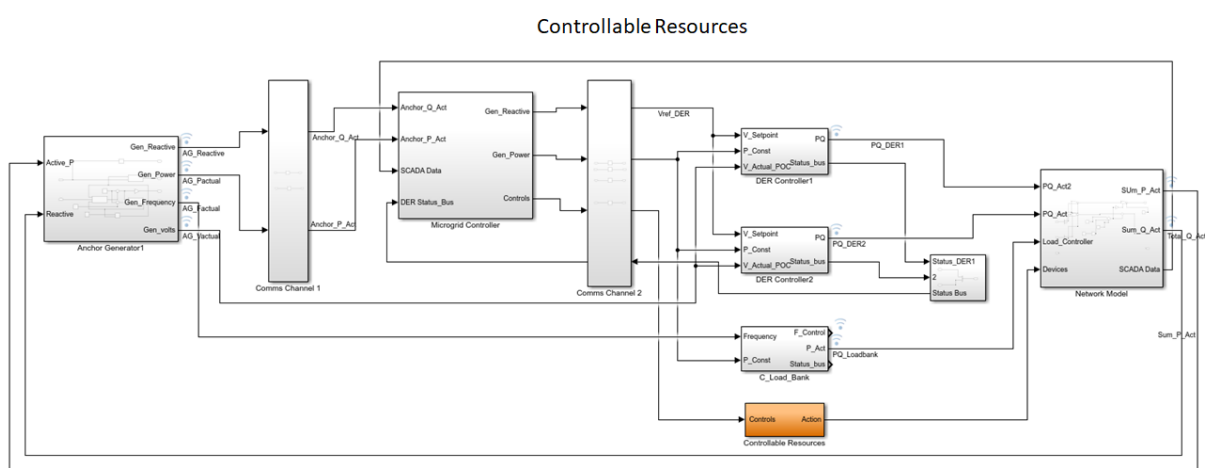 Controllable Resources
Active_P
Reactive
Gen_Reactive
Gen_Power
Gen_Frequency
Gen_volts
Anchor Generator1
AG_Reactive
AG_Pactual
AG_Factual
AG_Vactual
Comms Channel 1
Anchor_Q_Act
Anchor_P_Act
Anchor_Q_Act
Anchor_P_Act
SCADA Data
DER Status_Bus
Gen_Reactive
Gen_Power
Controls
Microgrid Controller
Comms Channel 2
Vref_DER
V_Setpoint
P_Const
V_Actual_POC
PQ
Status_bus
DER Controller1
PQ_DER1
V_Setpoint
P_Const
V_Actual_POC
PQ
Status_bus
DER Controller2
PQ_DER2
Status_DER1
2
Status Bus
Frequency
P_Const
F_Control
P_Act
Status_bus
C_Load_Bank
PQ_Loadbank
Controls
Action
Controllable Resources
PQ_Act2
PQ_Act
Load_Controller
Devices
SUm_P_Act
Sum_Q_Act
SCADA Data
Network Model
Total_Q_Act
Sum_P_Act